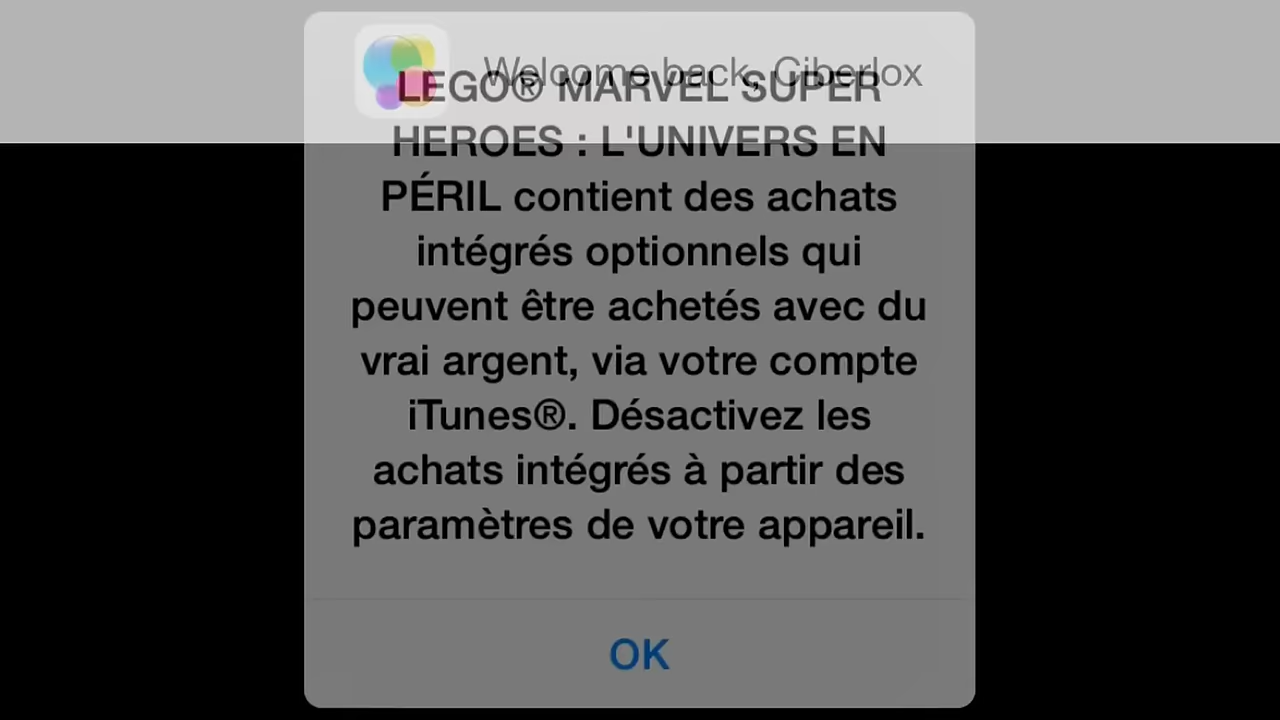 Welcome back, Ciberlox
LEGO® MARVEL SUPER
HEROES : L'UNIVERS EN
PÉRIL contient des achats
intégrés optionnels qui
peuvent être achetés avec du
vrai argent, via votre compte
iTunes®. Désactivez les
achats intégrés à partir des
paramètres de votre appareil.
OK